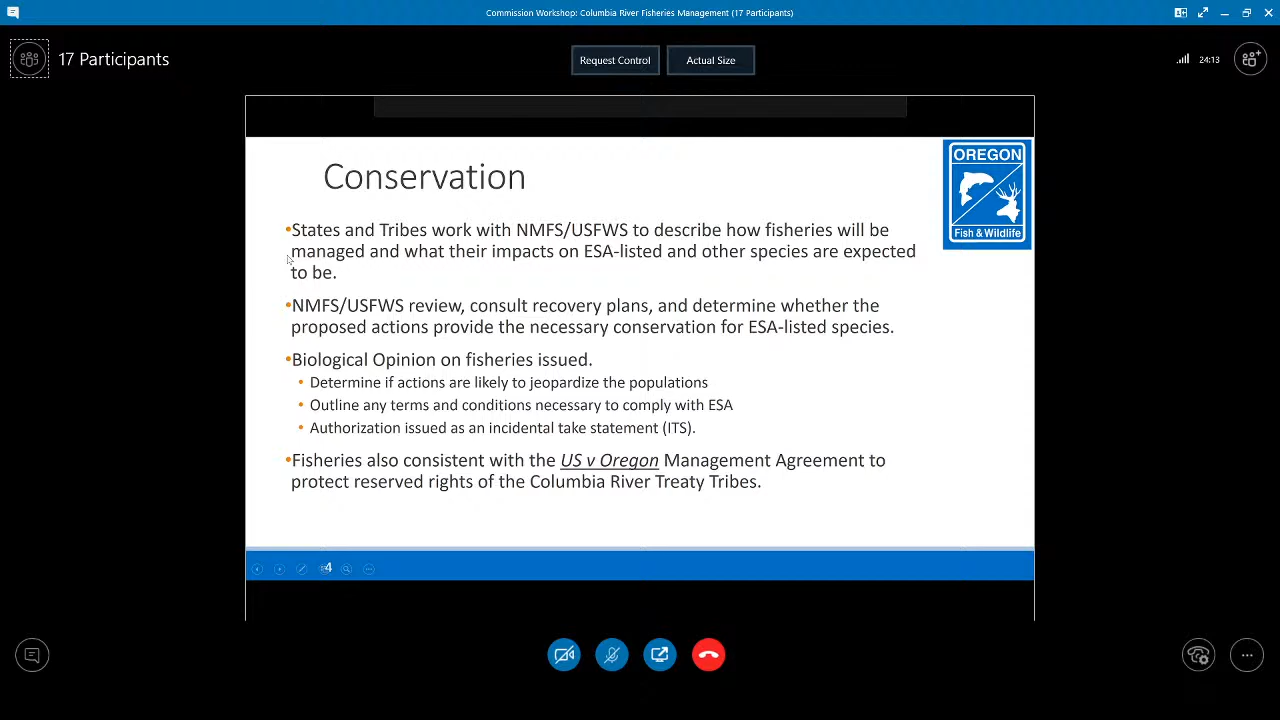 Commission Workshop: Columbia River Fisheries Management (17 Participants)
17 Participants
Request Control
Actual Size
24:13
Conservation
OREGON
Fish & Wildlife
•States and Tribes work with NMFS/USFWS to describe how fisheries will be
managed and what their impacts on ESA-listed and other species are expected
to be.
•NMFS/USFWS review, consult recovery plans, and determine whether the
proposed actions provide the necessary conservation for ESA-listed species.
•Biological Opinion on fisheries issued.
• Determine if actions are likely to jeopardize the populations
• Outline any terms and conditions necessary to comply with ESA
• Authorization issued as an incidental take statement (ITS).
•Fisheries also consistent with the US v Oregon Management Agreement to
protect reserved rights of the Columbia River Treaty Tribes.
4